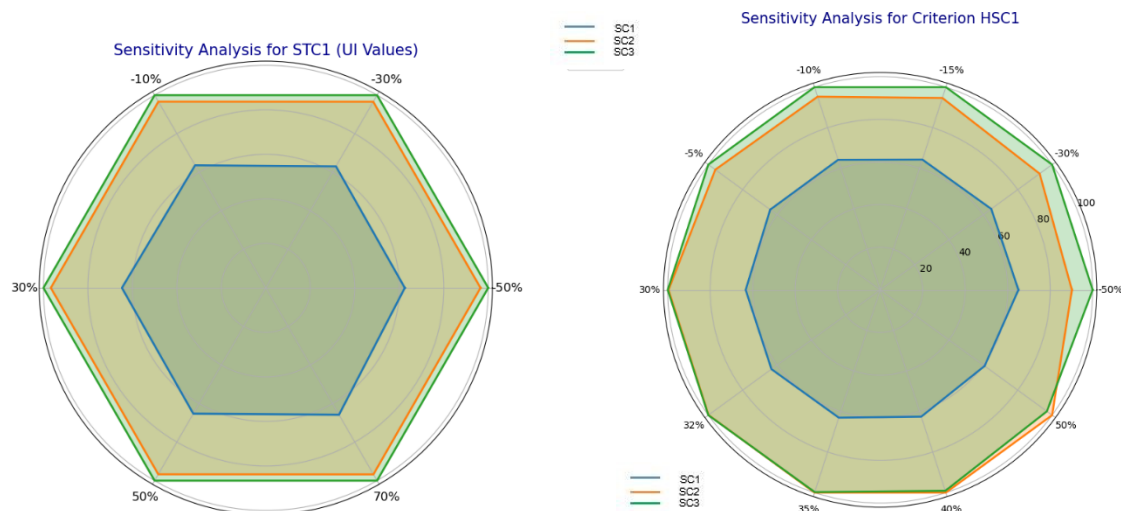 Sensitivity Analysis for STC1 (UI Values)
-10%
-30%
30%
-50%
50%
70%
SC1
SC2
SC3
Sensitivity Analysis for Criterion HSC1
-10%
-15%
-5%
-30%
100
80
60
40
20
30%
-50%
32%
50%
35%
40%
SC1
SC2
SC3